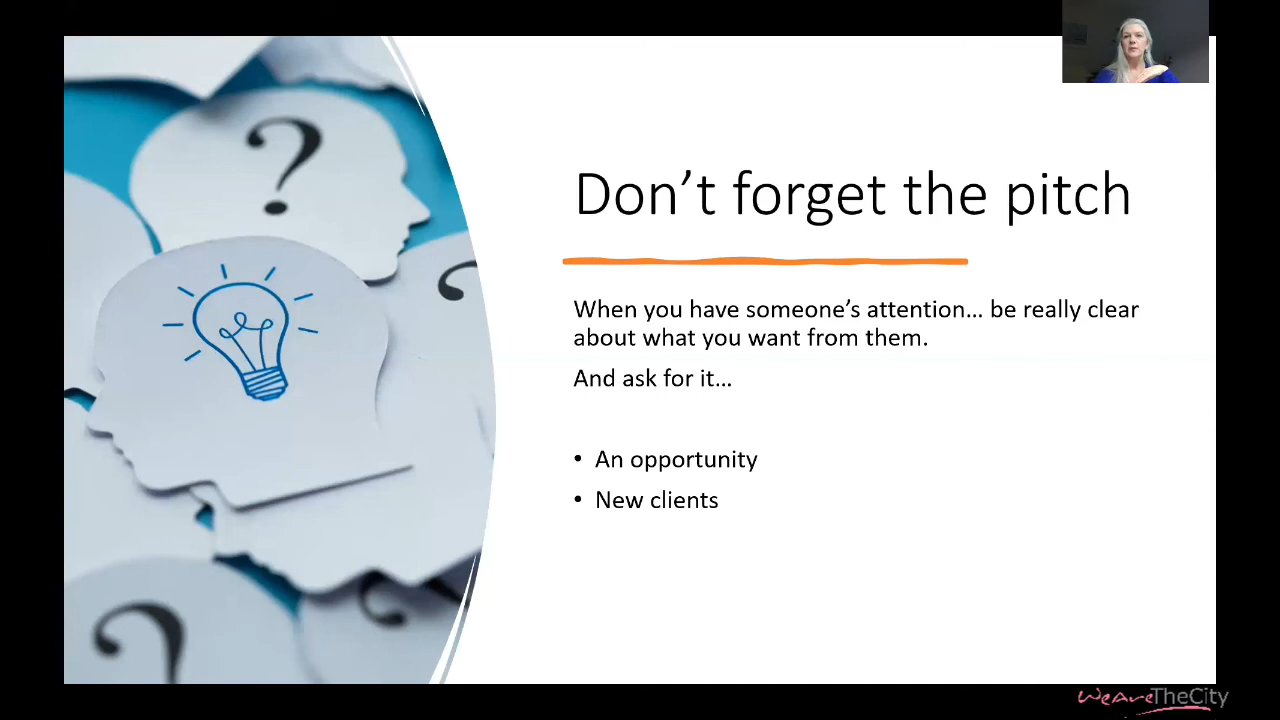 ?
Don’t forget the pitch
When you have someone’s attention... be really clear
about what you want from them.
And ask for it...
• An opportunity
• New clients
?
?
?
WeAreTheCity